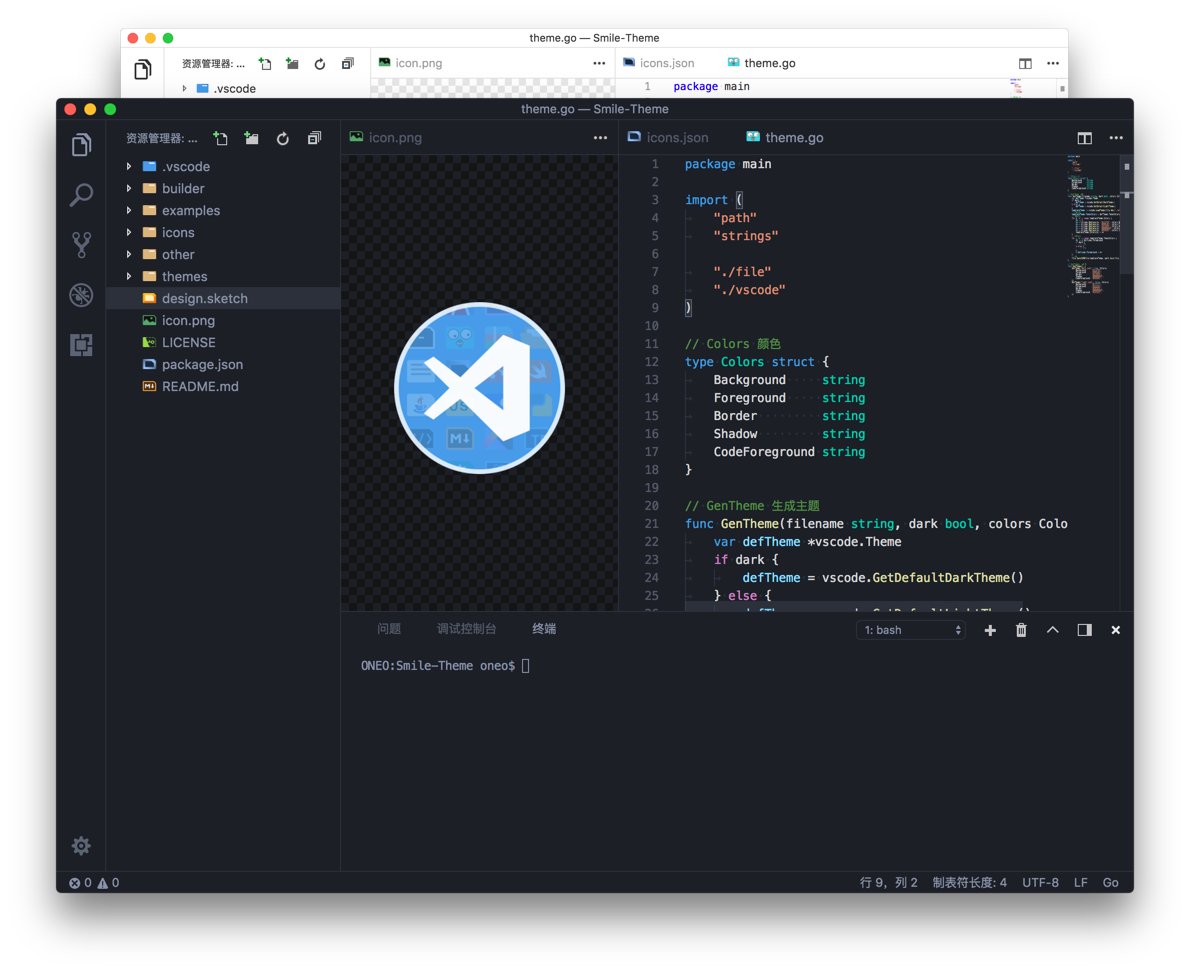 theme.go — Smile-Theme
资源管理器: ...
icon.png
icons.json
theme.go
.vscode
1 package main
theme.go — Smile-Theme
资源管理器: ...
icon.png
icons.json
theme.go
.vscode
builder
examples
icons
other
themes
design.sketch
icon.png
LICENSE
package.json
README.md
1 package main
2
3 import (
4 "path"
5 "strings"
6
7 "./file"
8 "./vscode"
9 )
10
11 // Colors 颜色
12 type Colors struct {
13 Background string
14 Foreground string
15 Border string
16 Shadow string
17 CodeForeground string
18 }
19
20 // GenTheme 生成主题
21 func GenTheme(filename string, dark bool, colors Colo
22 var defTheme *vscode.Theme
23 if dark {
24 defTheme = vscode.GetDefaultDarkTheme()
25 } else {
问题 调试控制台 终端
1: bash
ONEO:Smile-Theme oneo$
0 0
行 9，列 2 制表符长度: 4 UTF-8 LF Go